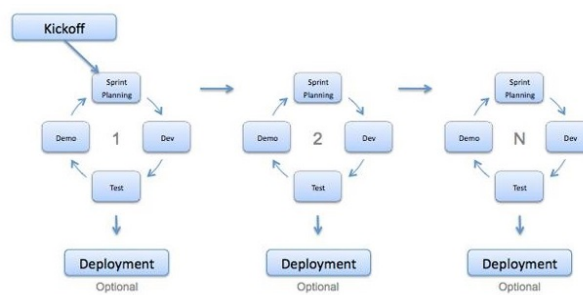 Kickoff
Sprint
Planning
Demo
1
Dev
Test
Deployment
Optional
Sprint
Planning
Demo
2
Dev
Test
Deployment
Optional
Sprint
Planning
Demo
N
Dev
Test
Deployment
Optional